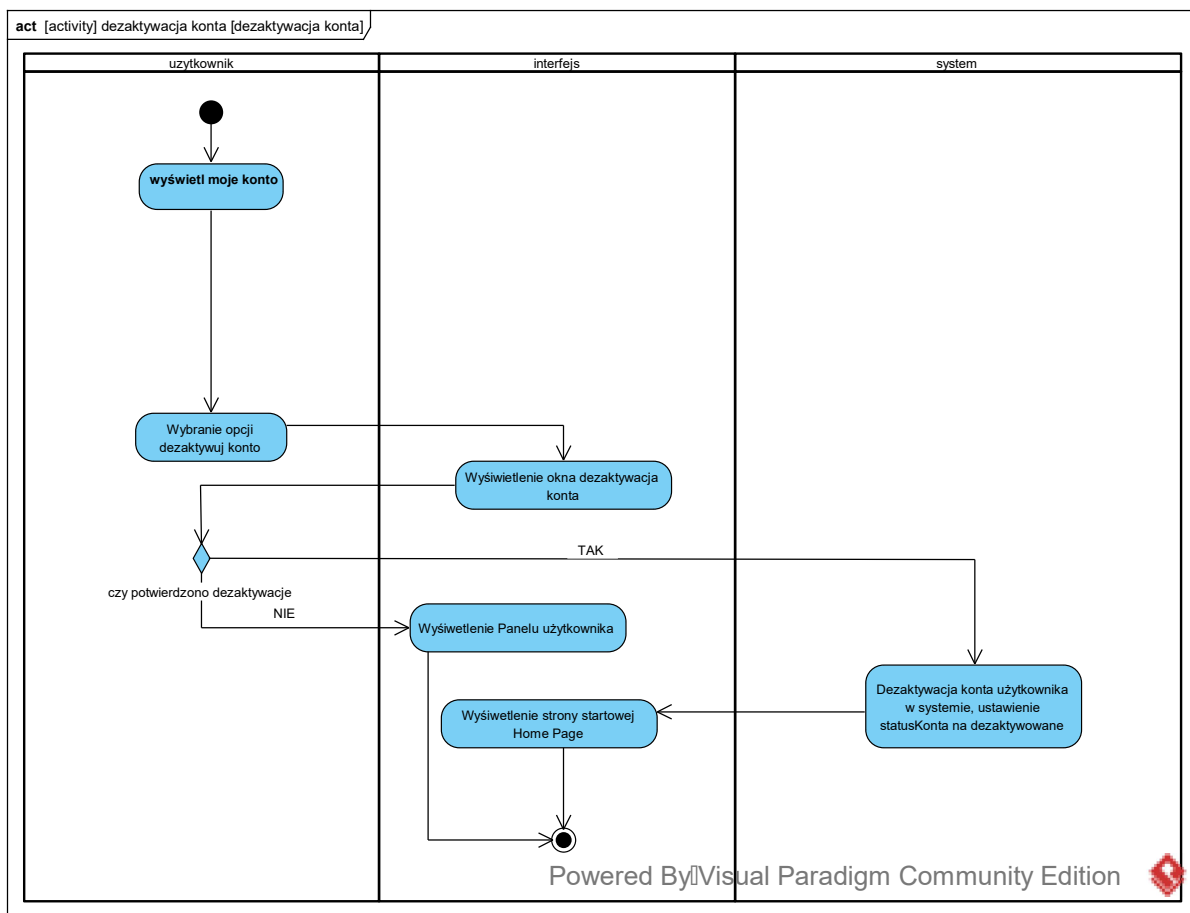 act [activity] dezaktywacja konta [dezaktywacja konta]
uzytkownik
interfejs
system
wyświetl moje konto
Wybranie opcji
dezaktywuj konto
Wyśiwietlenie okna dezaktywacja
konta
TAK
czy potwierdzono dezaktywacje
NIE
Wyśiwetlenie Panelu użytkownika
Dezaktywacja konta użytkownika
w systemie, ustawienie
statusKonta na dezaktywowane
Wyśiwetlenie strony startowej
Home Page
Powered By Visual Paradigm Community Edition